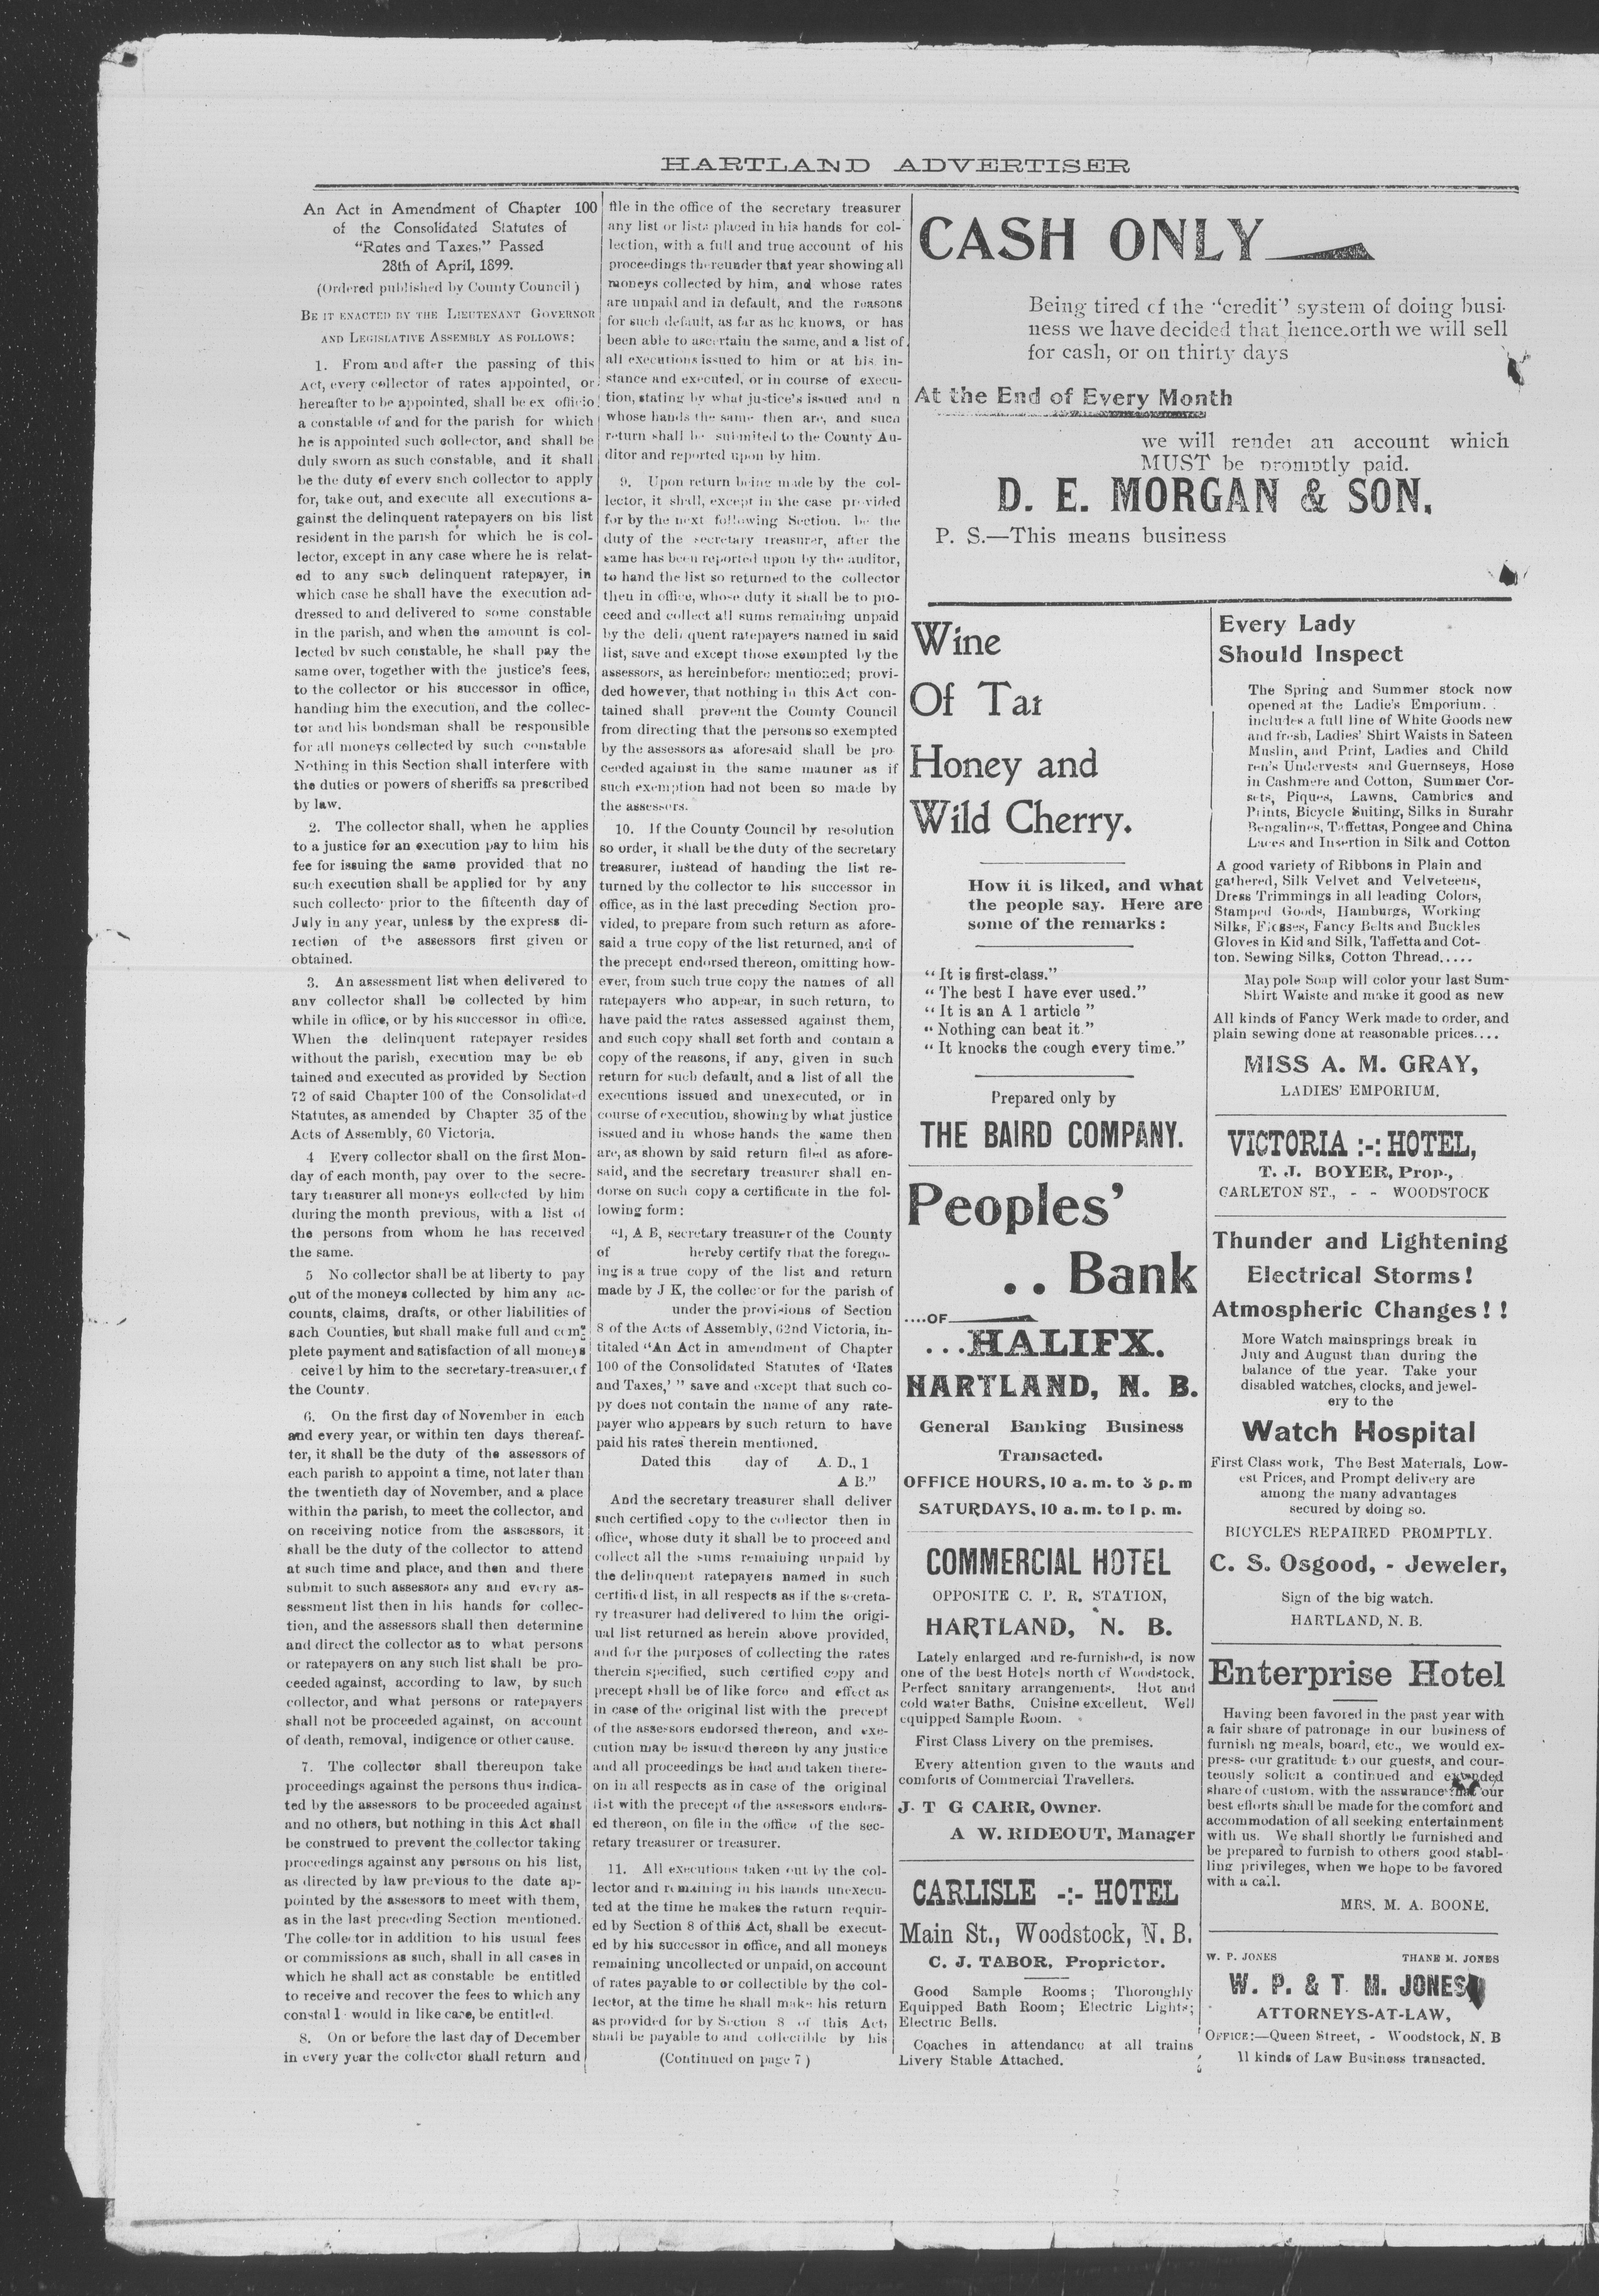 HARTLAND ADVERTISER
An Act in Amendment of Chapter 100
of the Consolidated Statutes of
"Rates and Taxes," Passed
28th of April, 1899.
(Ordered published by County Council)
BE IT ENACTED BY THE LIEUTENANT GOVERNOR
AND LEGISLATIVE ASSEMBLY AS FOLLOWS:
1. From and after the passing of this
Act, every collector of rates appointed, or
hereafter to be appointed, shall be ex officio
a constable of and for the parish for which
he is appointed such collector, and shall be
duly sworn as such constable, and it shall
be the duty of every snch collector to apply
for, take out, and execute all executions a-
gainst the delinquent ratepayers on his list
resident in the parish for which he is col-
lector, except in any case where he is relat-
ed to any such delinquent ratepayer, in
which case he shall have the execution ad-
dressed to and delivered to some constable
in the parish, and when the amount is col-
lected by such constable, he shall pay the
same over, together with the justice's fees,
to the collector or his successor in office,
handing him the execution, and the collec-
tor and his bondsman shall be responsible
for all moneys collected by such constable
Nothing in this Section shall interfere with
the duties or powers of sheriffs sa prescribed
by law.
2. The collector shall, when he applies
to a justice for an execution pay to him his
fee for issuing the same provided that no
such execution shall be applied for by any
such collector prior to the fifteenth day of
July in any year, unless by the express di-
rection of the assessors first given or
obtained.
3. An assessment list when delivered to
any collector shall be collected by him
while in office, or by his successor in office.
When the delinquent ratepayer resides
without the parish, execution may be ob
tained and executed as provided by Section
72 of said Chapter 100 of the Consolidated
Statutes, as amended by Chapter 35 of the
Acts of Assembly, 60 Victoria.
4 Every collector shall on the first Mon-
day of each month, pay over to the secre-
tary treasurer all moneys collected by him
during the month previous, with a list of
the persons from whom he has received
the same.
5 No collector shall be at liberty to pay
out of the moneys collected by him any ac-
counts, claims, drafts, or other liabilities of
such Counties, but shall make full and com-
plete payment and satisfaction of all moneys
ceived by him to the secretary-treasurer of
the County.
6. On the first day of November in each
and every year, or within ten days thereaf-
ter, it shall be the duty of the assessors of
each parish to appoint a time, not later than
the twentieth day of November, and a place
within the parish, to meet the collector, and
on receiving notice from the assessors, it
shall be the duty of the collector to attend
at such time and place, and then and there
submit to such assessors any and every as-
sessment list then in his hands for collec-
tion, and the assessors shall then determine
and direct the collector as to what persons
or ratepayers on any such list shall be pro-
ceeded against, according to law, by such
collector, and what persons or ratepayers
shall not be proceeded against, on account
of death, removal, indigence or other cause.
7. The collector shall thereupon take
proceedings against the persons thus indica-
ted by the assessors to be proceeded against
and no others, but nothing in this Act shall
be construed to prevent the collector taking
proceedings against any persons on his list,
as directed by law previous to the date ap-
pointed by the assessors to meet with them,
as in the last preceding Section mentioned.
The collector in addition to his usual fees
or commissions as such, shall in all cases in
which he shall act as constable be entitled
to receive and recover the fees to which any
constal l would in like case, be entitled.
8. On or before the last day of December
in every year the collector shall return and
file in the office of the secretary treasurer
any list or lists placed in his hands for col-
lection, with a full and true account of his
proceedings thereunder that year showing all
moneys collected by him, and whose rates
are unpaid and in default, and the reasons
for such default, as far as he knows, or has
been able to ascertain the same, and a list of
all executions issued to him or at his in-
stance and executed, or in course of execu-
tion, stating by what justice's issued and n
whose hands the same then are, and such
return shall be submited to the County Au-
ditor and reported upon by him.
9. Upon return being made by the col-
lector, it shall, except in the case provided
for by the next following Section. be the
duty of the secretary treasurer, after the
same has been reported upon by the auditor,
to hand the list so returned to the collector
then in office, whose duty it shall be to pro-
ceed and collect all sums remaining unpaid
by the deli quent ratepayers named in said
list, save and except those exempted by the
assessors, as hereinbefore mentioned; provi-
ded however, that nothing in this Act con-
tained shall prevent the County Council
from directing that the persons so exempted
by the assessors as aforesaid shall be pro
ceeded against in the same manner as if
such exemption had not been so made by
the assessors.
10. If the County Council by resolution
so order, it shall be the duty of the secretary
treasurer, instead of handing the list re-
turned by the collector to his successor in
office, as in the last preceding Section pro-
vided, to prepare from such return as afore-
said a true copy of the list returned, and of
the precept endorsed thereon, omitting how-
ever, from such true copy the names of all
ratepayers who appear, in such return, to
have paid the rates assessed against them,
and such copy shall set forth and contain a
copy of the reasons, if any, given in such
return for such default, and a list of all the
executions issued and unexecuted, or in
course of execution, showing by what justice
issued and in whose hands the same then
are, as shown by said return filed as afore-
said, and the secretary treasurer shall en-
dorse on such copy a certificate in the fol-
lowing form:
"I, A B, secretary treasurer of the County
of hereby certify that the forego-
ing is a true copy of the list and return
made by J K, the collector for the parish of
under the provisions of Section
8 of the Acts of Assembly, 62nd Victoria, in-
titaled "An Act in amendment of Chapter
100 of the Consolidated Statutes of 'Rates
and Taxes,' " save and except that such co-
py does not contain the name of any rate-
payer who appears by such return to have
paid his rates therein mentioned.
Dated this day of A. D., 1
A B."
And the secretary treasurer shall deliver
such certified copy to the collector then in
office, whose duty it shall be to proceed and
collect all the sums remaining unpaid by
the delinquent ratepayers named in such
certified list, in all respects as if the secreta-
ry treasurer had delivered to him the origi-
ual list returned as herein above provided,
and for the purposes of collecting the rates
therein specified, such certified copy and
precept shall be of like force and effect as
in case of the original list with the precept
of the assessors endorsed thereon, and exe-
cution may be issued thereon by any justice
and all proceedings be had and taken there-
on in all respects as in case of the original
list with the precept of the assessors endors-
ed thereon, on file in the office of the sec-
retary treasurer or treasurer.
11. All executions taken out by the col-
lector and remaining in his hands unexecu-
ted at the time he makes the return requir-
ed by Section 8 of this Act, shall be execut-
ed by his successor in office, and all moneys
remaining uncollected or unpaid, on account
of rates payable to or collectible by the col-
lector, at the time he shall make his return
as provided for by Section 8 of this Act,
shall be payable to and collectible by his
(Continued on page 7)
CASH ONLY
Being tired of the "credit" system of doing busi-
ness we have decided that hence.orth we will sell
for cash, or on thirty days
At the End of Every Month
we will render an account which
MUST be promptly paid.
D. E. MORGAN & SON.
P. S.—This means business
Wine
Of Tar
Honey and
Wild Cherry.
How it is liked, and what
the people say. Here are
some of the remarks:
"It is first-class."
"The best I have ever used."
"It is an A 1 article"
"Nothing can beat it."
"It knocks the cough every time."
Prepared only by
THE BAIRD COMPANY.
Peoples'
.. Bank
....OF
...HALIFX.
HARTLAND, N. B.
General Banking Business
Transacted.
OFFICE HOURS, 10 a. m. to 3 p. m
SATURDAYS, 10 a. m. to 1 p. m.
COMMERCIAL HOTEL
OPPOSITE C. P. R. STATION,
HARTLAND, N. B.
Lately enlarged and re-furnished, is now
one of the best Hotels north of Woodstock.
Perfect sanitary arrangements. Hot and
cold water Baths. Cuisine excellent. Well
equipped Sample Room.
First Class Livery on the premises.
Every attention given to the wants and
comforts of Commercial Travellers.
J. T G CARR, Owner.
A W. RIDEOUT, Manager
CARLISLE -:- HOTEL
Main St., Woodstock, N. B.
C. J. TABOR, Proprietor.
Good Sample Rooms; Thoroughly
Equipped Bath Room; Electric Lights;
Electric Bells.
Coaches in attendance at all trains
Livery Stable Attached.
Every Lady
Should Inspect
The Spring and Summer stock now
opened at the Ladie's Emporium.
includes a full line of White Goods new
and fresh, Ladies' Shirt Waists in Sateen
Muslin, and Print, Ladies and Child
ren's Undervests and Guernseys, Hose
in Cashmere and Cotton, Summer Cor-
sets, Piques, Lawns, Cambrics and
Prints, Bicycle Suiting, Silks in Surahr
Bengalines, Taffettas, Pongee and China
Laces and Insertion in Silk and Cotton
A good variety of Ribbons in Plain and
gathered, Silk Velvet and Velveteens,
Dress Trimmings in all leading Colors,
Stamped Goods, Hamburgs, Working
Silks, Flosses, Fancy Belts and Buckles
Gloves in Kid and Silk, Taffetta and Cot-
ton. Sewing Silks, Cotton Thread.....
Maypole Soap will color your last Sum-
Shirt Waiste and make it good as new
All kinds of Fancy Werk made to order, and
plain sewing done at reasonable prices....
MISS A. M. GRAY,
LADIES' EMPORIUM.
VICTORIA :-: HOTEL,
T. J. BOYER, Prop.,
CARLETON ST., - - WOODSTOCK
Thunder and Lightening
Electrical Storms!
Atmospheric Changes!!
More Watch mainsprings break in
July and August than during the
balance of the year. Take your
disabled watches, clocks, and jewel-
ery to the
Watch Hospital
First Class work, The Best Materials, Low-
est Prices, and Prompt delivery are
among the many advantages
secured by doing so.
BICYCLES REPAIRED PROMPTLY.
C. S. Osgood, - Jeweler,
Sign of the big watch.
HARTLAND, N. B.
Enterprise Hotel
Having been favored in the past year with
a fair share of patronage in our business of
furnish ng meals, board, etc., we would ex-
press- our gratitude to our guests, and cour-
teously solicit a continued and extended
share of custom, with the assurance that our
best efforts shall be made for the comfort and
accommodation of all seeking entertainment
with us. We shall shortly be furnished and
be prepared to furnish to others good stabl-
ling privileges, when we hope to be favored
with a call.
MRS. M. A. BOONE.
W. P. JONES THANE M. JONES
W. P. & T. M. JONES
ATTORNEYS-AT-LAW,
OFFICE:—Queen Street, - Woodstock, N. B
ll kinds of Law Business transacted.